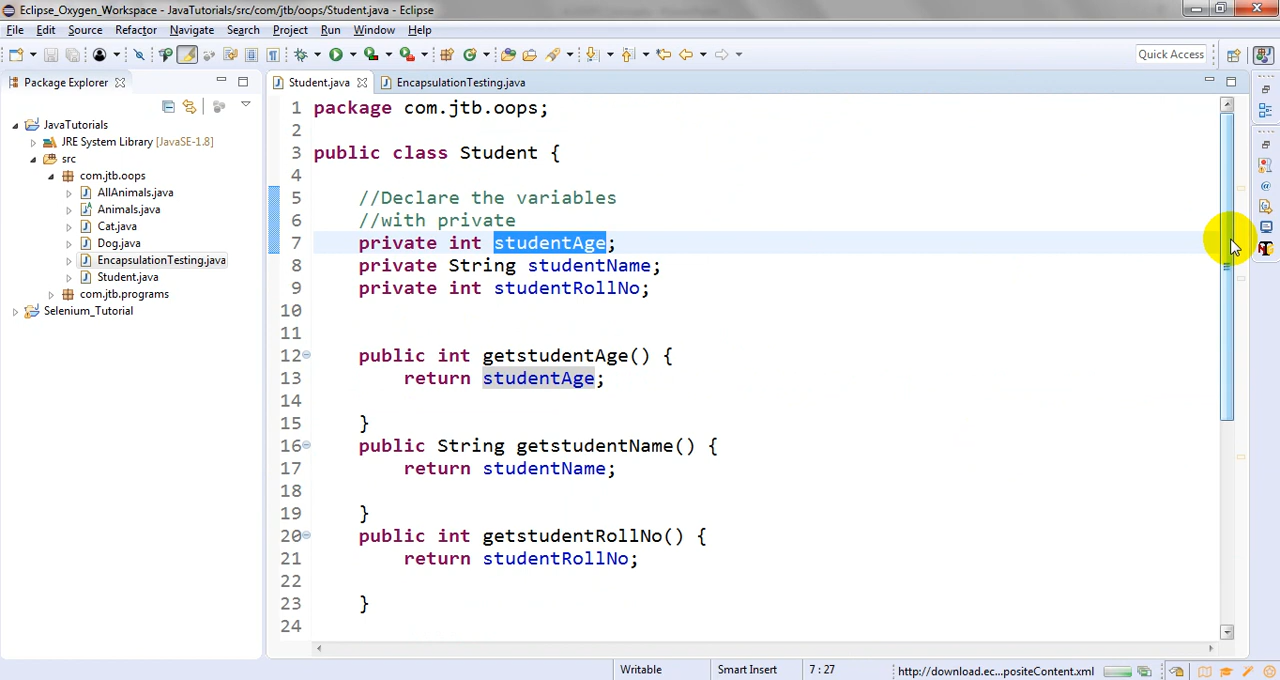 Eclipse_Oxygen_Workspace - JavaTutorials/src/com/jtb/oops/Student.java - Eclipse
File Edit Source Refactor Navigate Search Project Run Window Help
Quick Access
Package Explorer
JavaTutorials
JRE System Library [JavaSE-1.8]
src
com.jtb.oops
AllAnimals.java
Animals.java
Cat.java
Dog.java
EncapsulationTesting.java
Student.java
com.jtb.programs
Selenium_Tutorial
Student.java EncapsulationTesting.java
1 package com.jtb.oops;
2
3 public class Student {
4
5 //Declare the variables
6 //with private
7 private int studentAge;
8 private String studentName;
9 private int studentRollNo;
10
11
12 public int getstudentAge() {
13 return studentAge;
14
15 }
16 public String getstudentName() {
17 return studentName;
18
19 }
20 public int getstudentRollNo() {
21 return studentRollNo;
22
23 }
24
Writable Smart Insert 7 : 27 http://download.ec...positeContent.xml